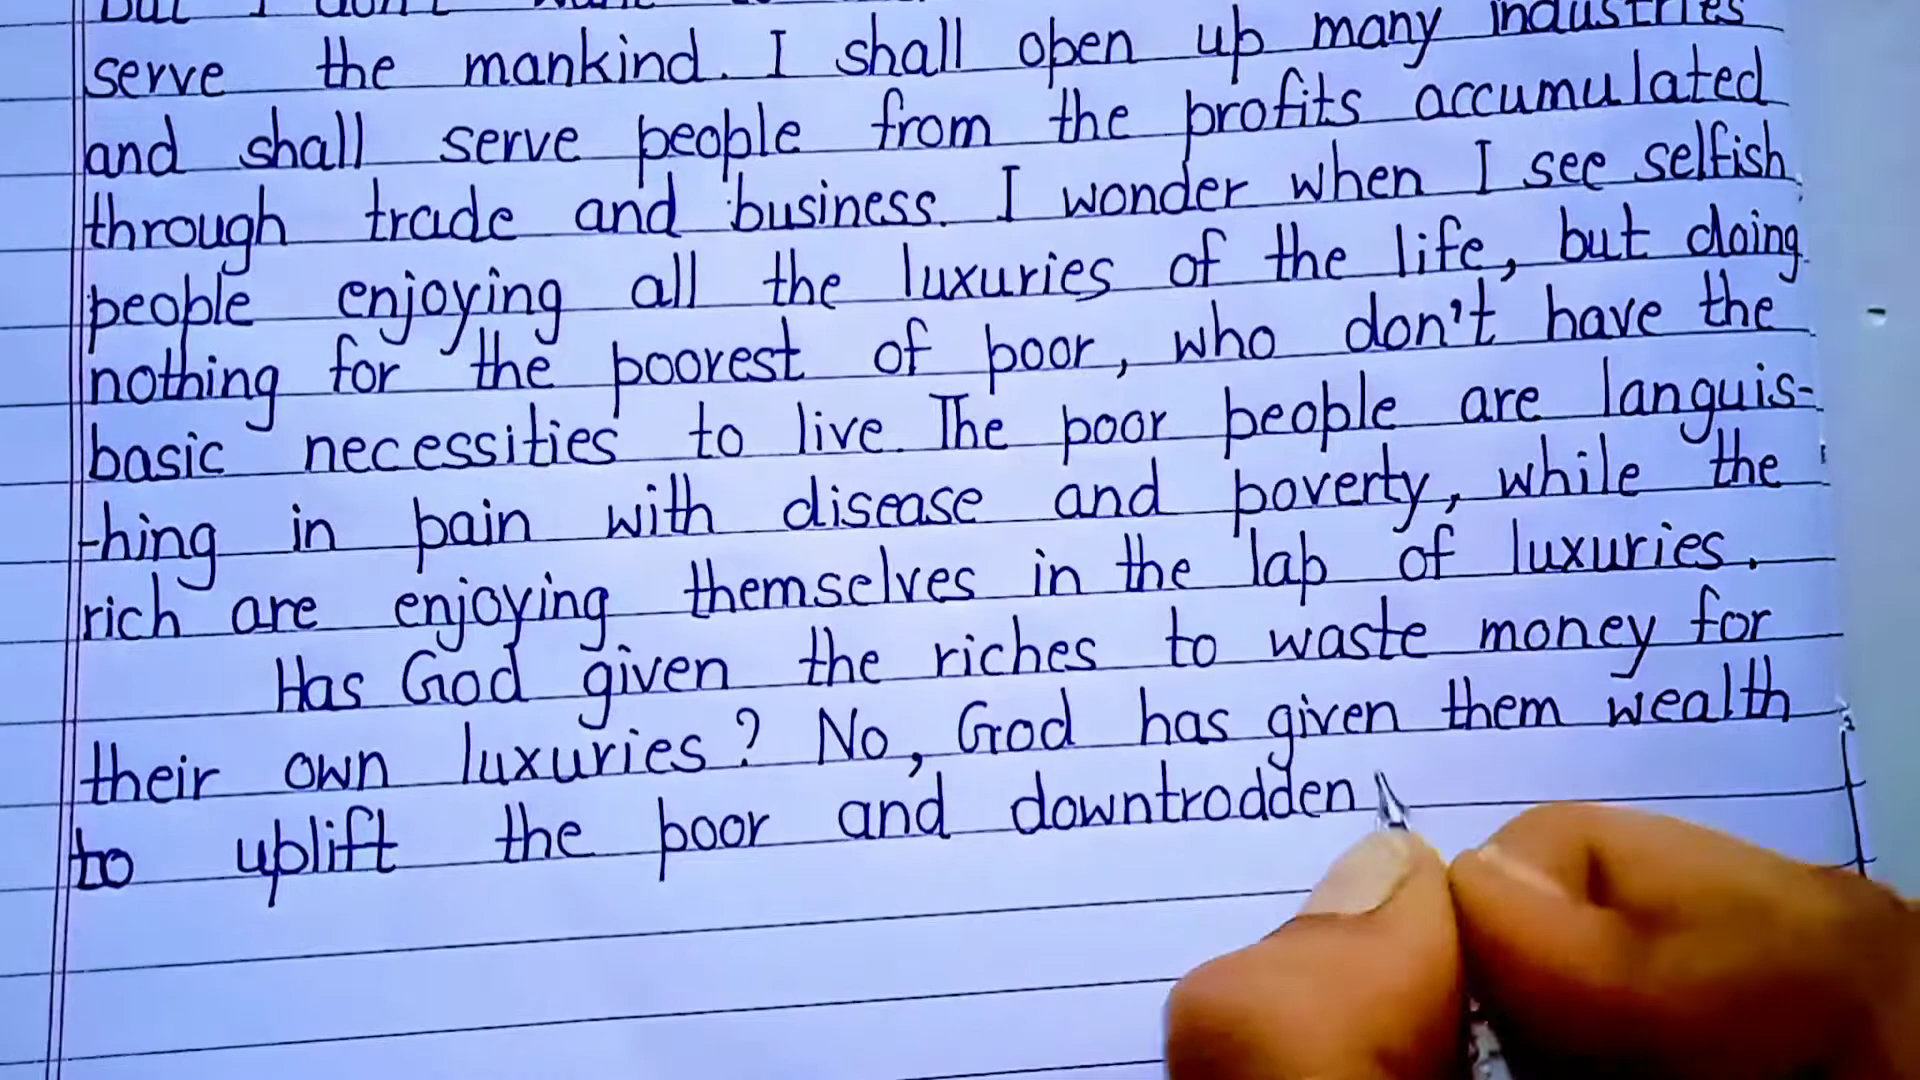 but I don't want
serve the mankind. I shall open up many industries
and shall serve people from the profits accumulated
through trade and business. I wonder when I see selfish
people enjoying all the luxuries of the life, but doing
nothing for the poorest of poor, who don't have the
basic necessities to live. The poor people are languis-
-hing in pain with disease and poverty, while the
rich are enjoying themselves in the lap of luxuries.
Has God given the riches to waste money for
their own luxuries? No, God has given them wealth
to uplift the poor and downtrodden